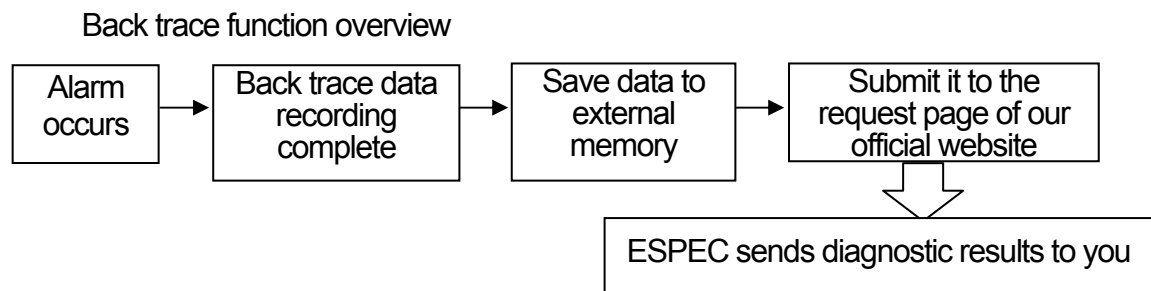 Back trace function overview
Alarm
occurs
Back trace data
recording
complete
Save data to
external
memory
Submit it to the
request page of our
official website
ESPEC sends diagnostic results to you